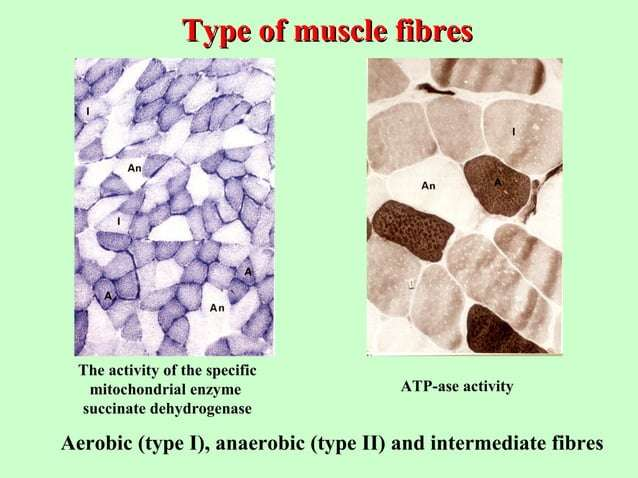 Type of muscle fibres
I
An
I
A
A
An
I
An
A
I
The activity of the specific
mitochondrial enzyme
succinate dehydrogenase
ATP-ase activity
Aerobic (type I), anaerobic (type II) and intermediate fibres